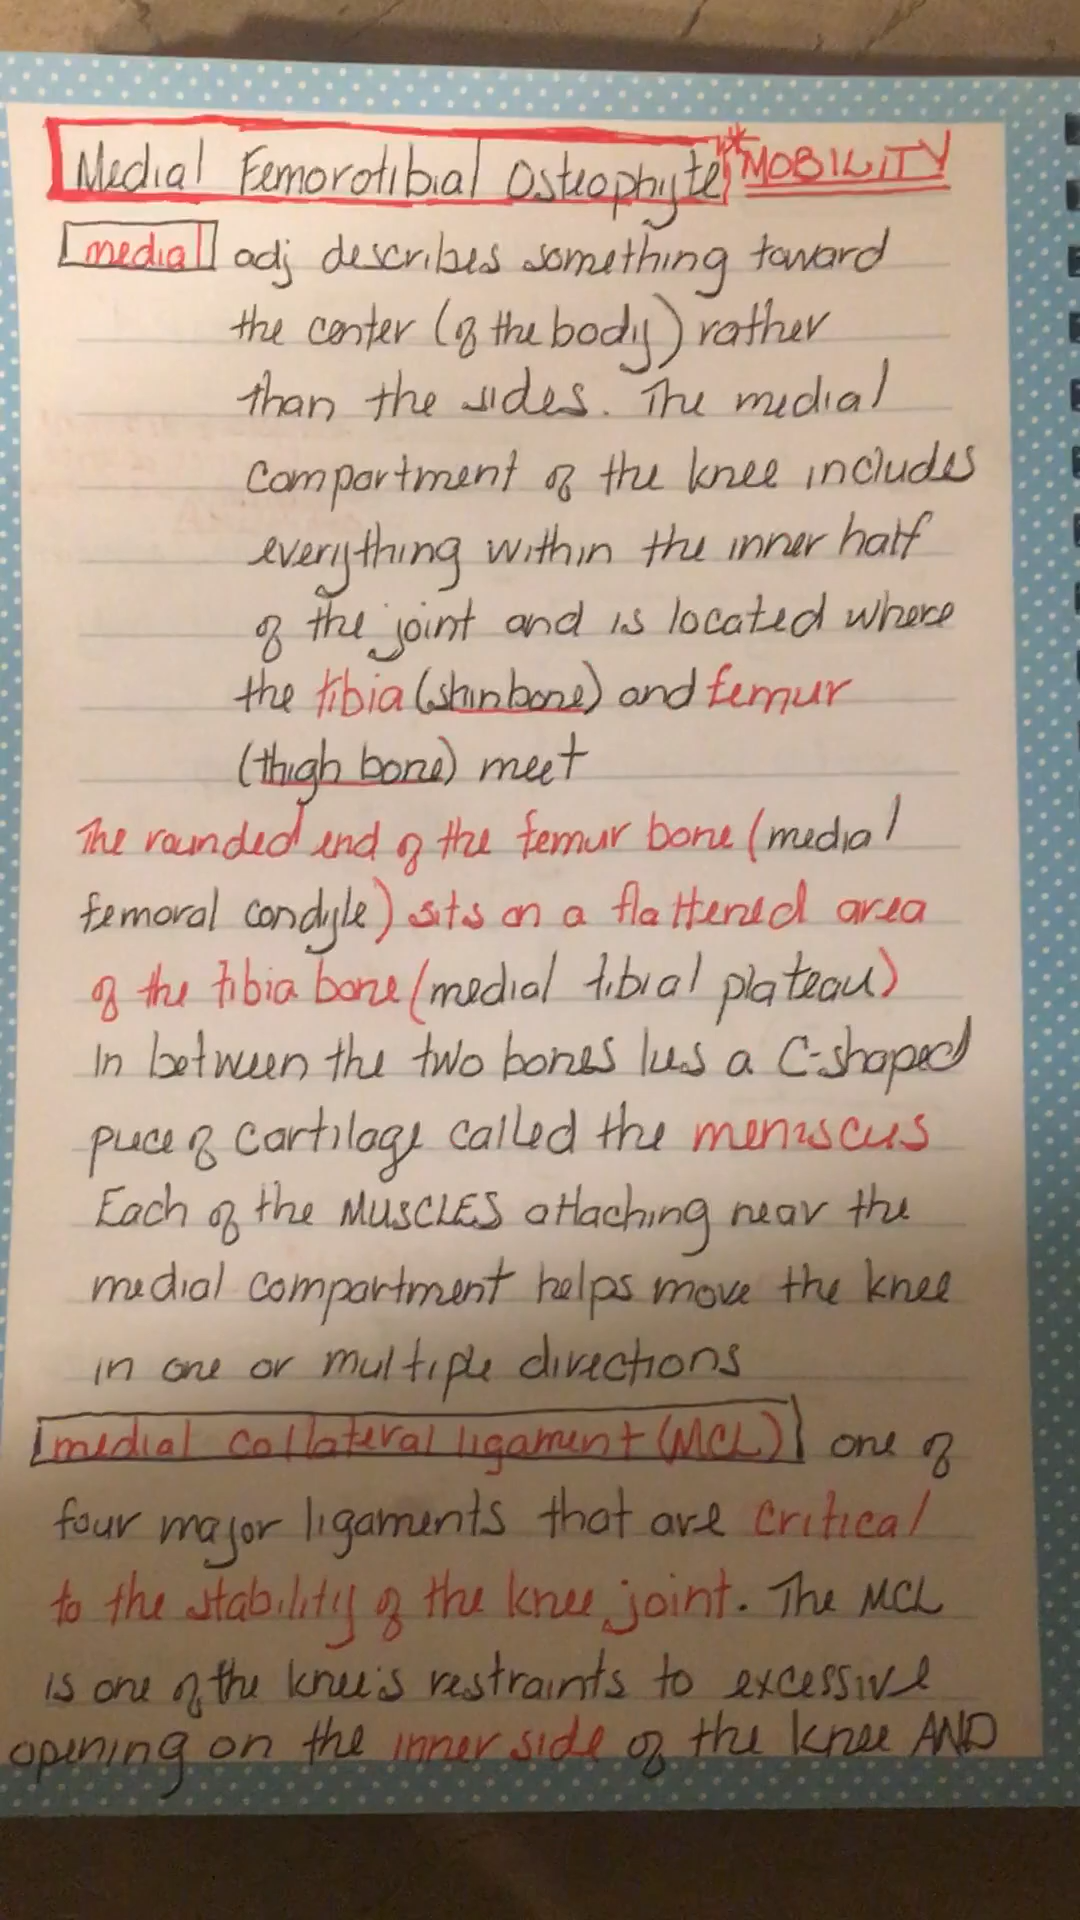 Medial Femorotibial Osteophyte *MOBILITY
medial adj describes something toward
the center (of the body) rather
than the sides. The medial
compartment of the knee includes
everything within the inner half
of the joint and is located where
the tibia (shinbone) and femur
(thigh bone) meet
The rounded end of the femur bone (medial
femoral condyle) sits on a flattened area
of the tibia bone (medial tibial plateau)
In between the two bones lies a C-shaped
piece of cartilage called the meniscus
Each of the MUSCLES attaching near the
medial compartment helps move the knee
in one or multiple directions
medial collateral ligament (MCL) one of
four major ligaments that are critical
to the stability of the knee joint. The MCL
is one of the knee's restraints to excessive
opening on the inner side of the knee AND